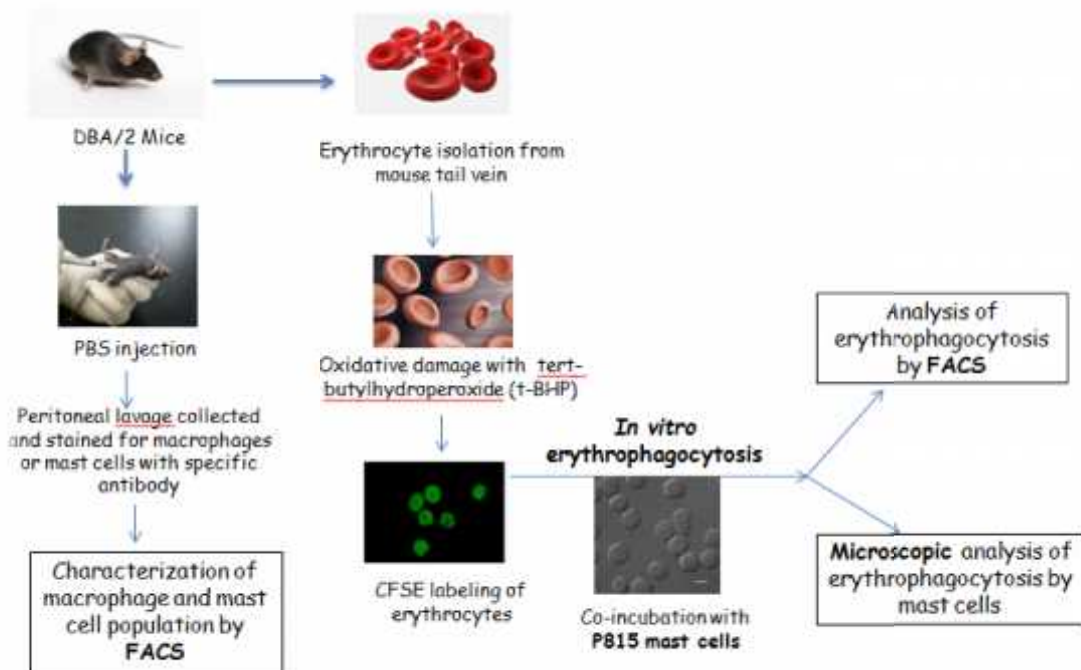 DBA/2 Mice
PBS injection
Peritoneal lavage collected
and stained for macrophages
or mast cells with specific
antibody
Characterization of
macrophage and mast
cell population by
FACS
Erythrocyte isolation from
mouse tail vein
Oxidative damage with tert-
butylhydroperoxide (t-BHP)
CFSE labeling of
erythrocytes
In vitro
erythrophagocytosis
Co-incubation with
P815 mast cells
Analysis of
erythrophagocytosis
by FACS
Microscopic analysis of
erythrophagocytosis by
mast cells